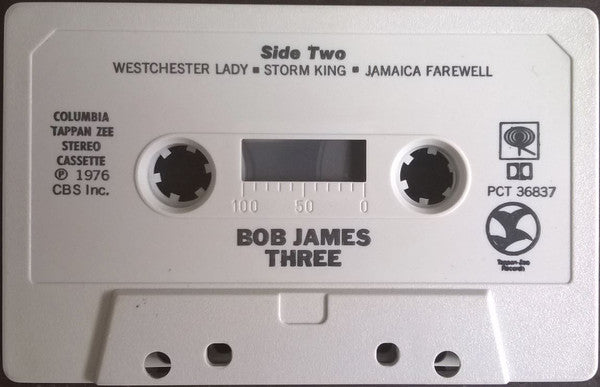 Side Two
WESTCHESTER LADY ■ STORM KING ■ JAMAICA FAREWELL
COLUMBIA
TAPPAN ZEE
STEREO
CASSETTE
℗ 1976
CBS Inc.
100 50 0
PCT 36837
BOB JAMES
THREE
Tappan Zee
Records